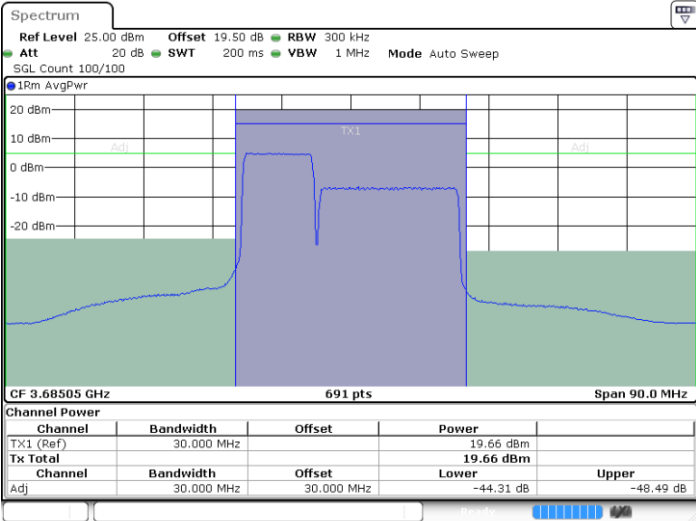 Spectrum
Ref Level 25.00 dBm Offset 19.50 dB RBW 300 kHz
Att 20 dB SWT 200 ms VBW 1 MHz Mode Auto Sweep
SGL Count 100/100
1Rm AvgPwr
20 dBm
TX1
10 dBm
Adj Adj
0 dBm
-10 dBm
-20 dBm
CF 3.68505 GHz 691 pts Span 90.0 MHz
Channel Power
Channel Bandwidth Offset Power
TX1 (Ref) 30.000 MHz 19.66 dBm
Tx Total 19.66 dBm
Channel Bandwidth Offset Lower Upper
Adj 30.000 MHz 30.000 MHz -44.31 dB -48.49 dB
Ready